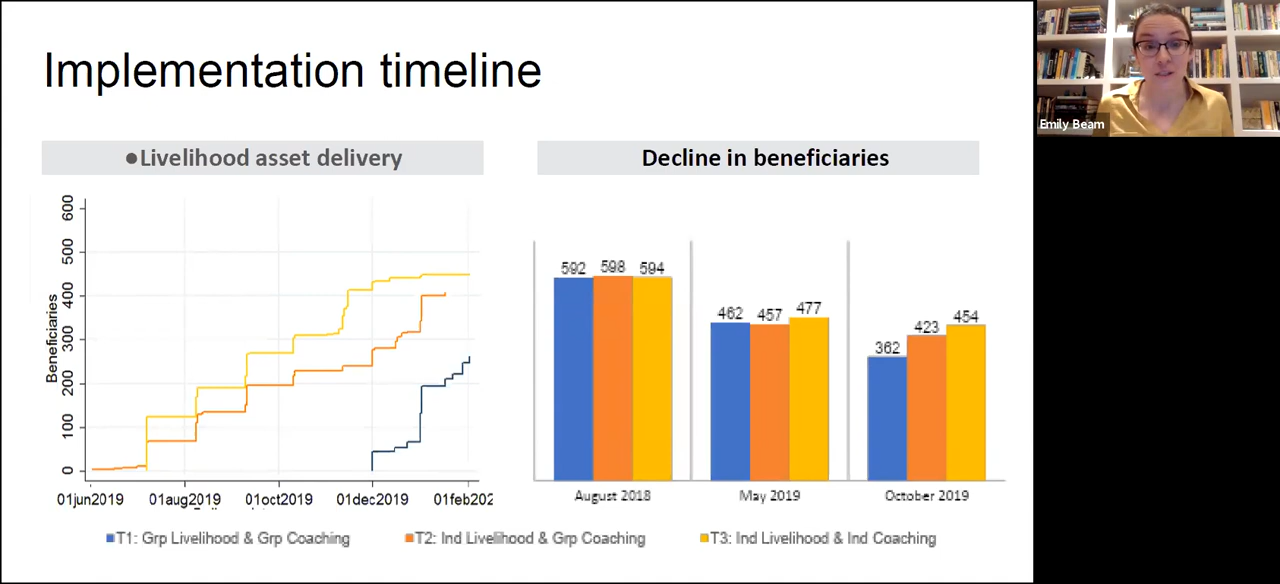 Implementation timeline
●Livelihood asset delivery
Decline in beneficiaries
Beneficiaries
600
500
400
300
200
100
0
01jun2019 01aug2019 01oct2019 01dec2019 01feb202
592 598 594
462 457 477
362 423 454
August 2018 May 2019 October 2019
T1: Grp Livelihood & Grp Coaching T2: Ind Livelihood & Grp Coaching T3: Ind Livelihood & Ind Coaching
Emily Beam